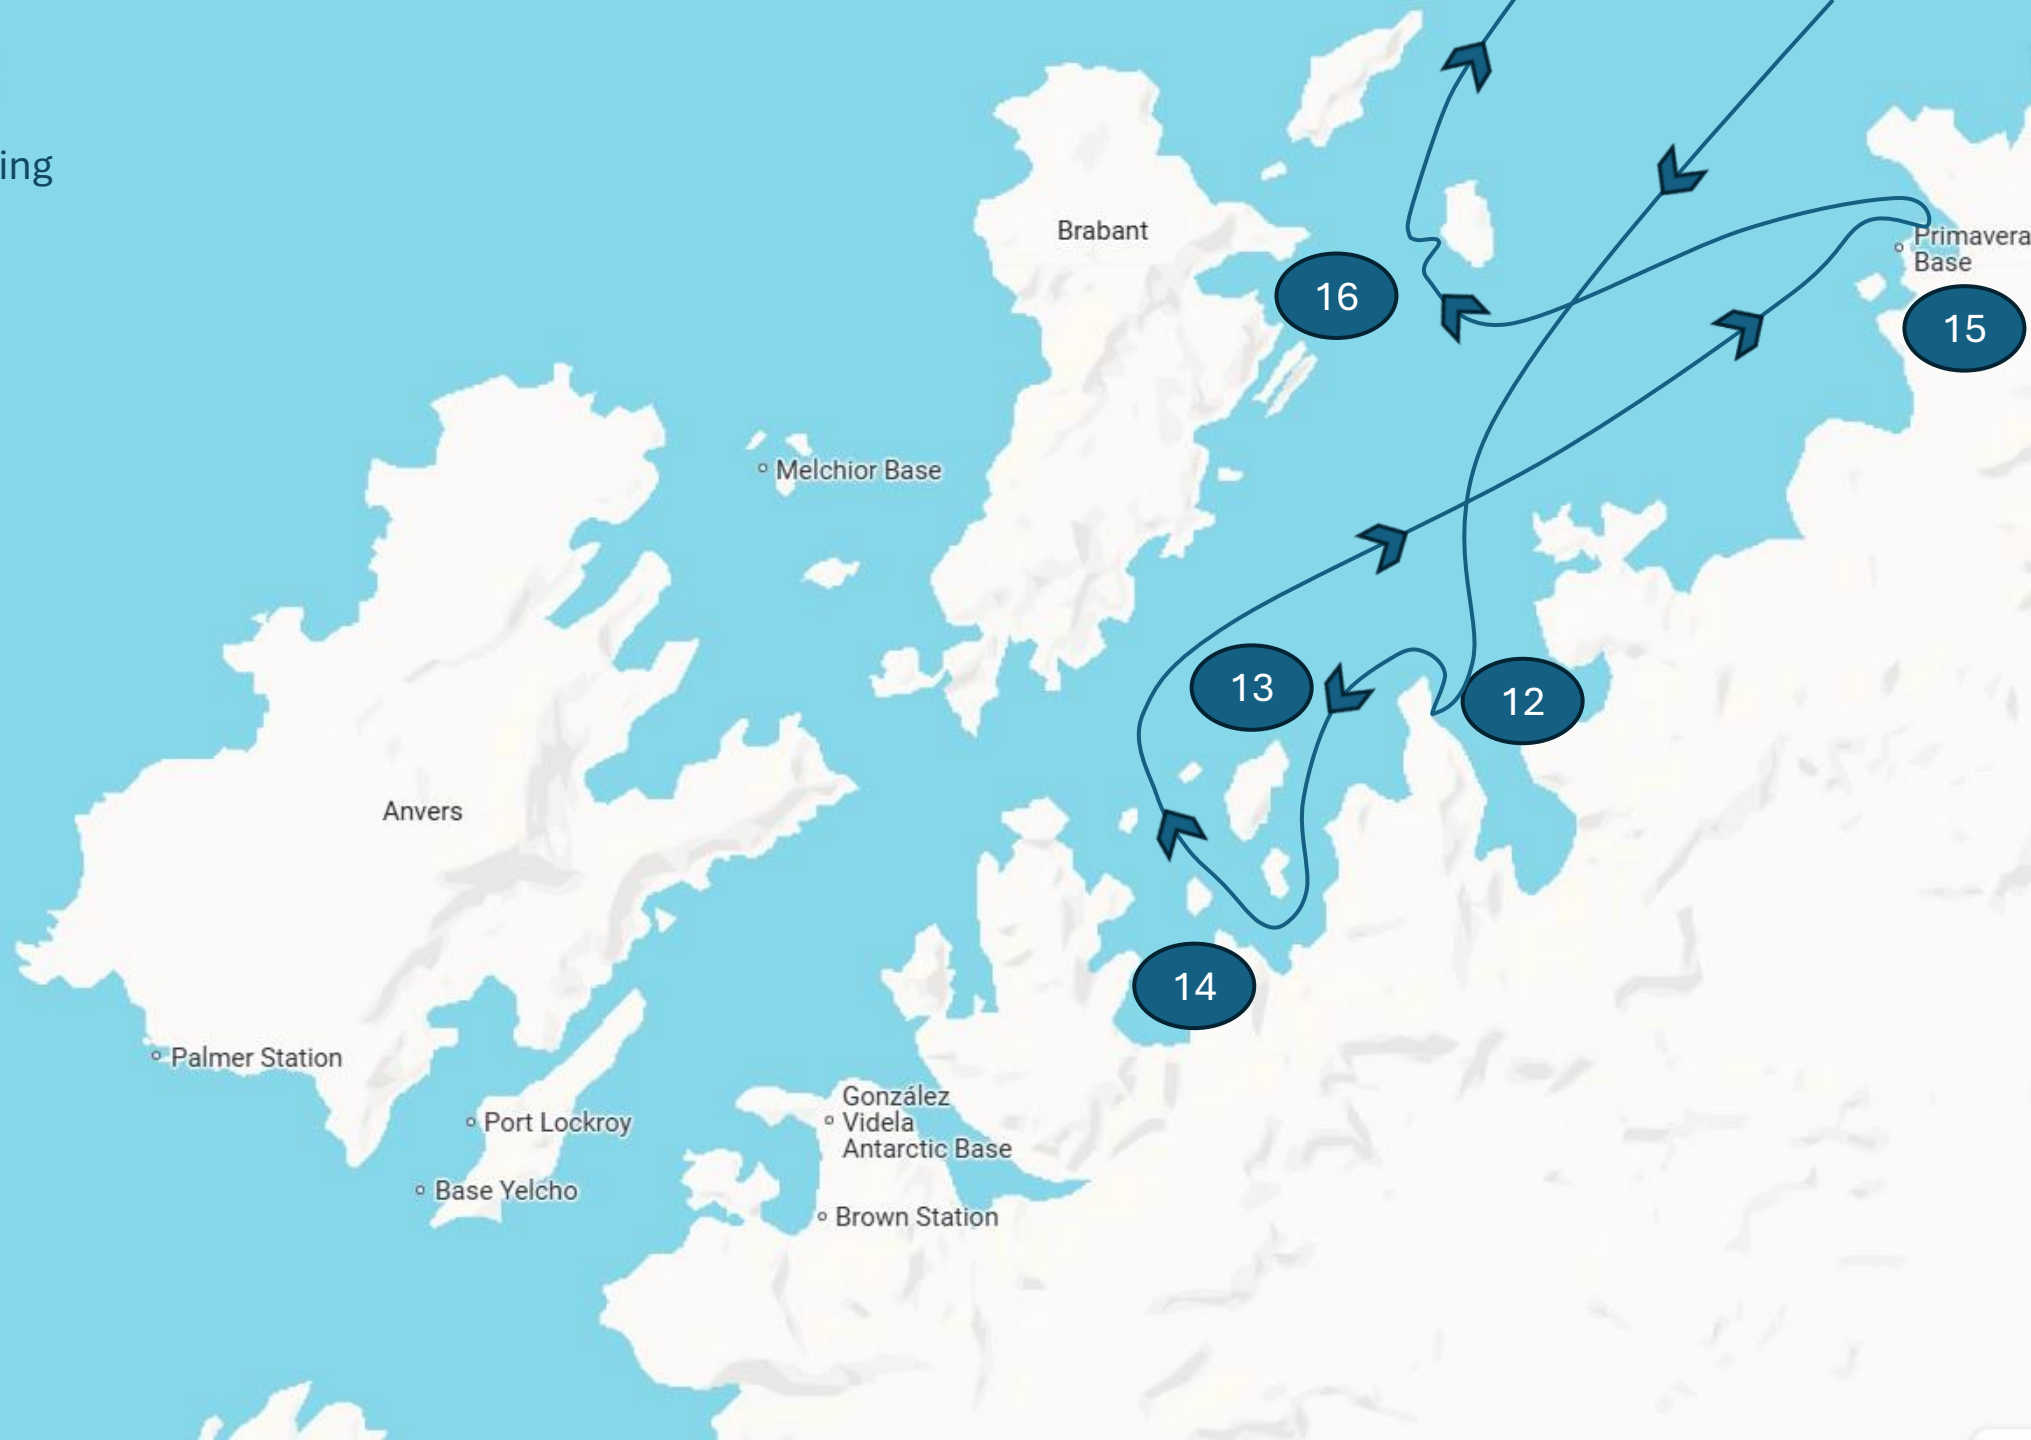 ing
Brabant
16
Primavera
Base
15
Melchior Base
13
12
Anvers
14
Palmer Station
González
Videla
Antarctic Base
Port Lockroy
Base Yelcho
Brown Station